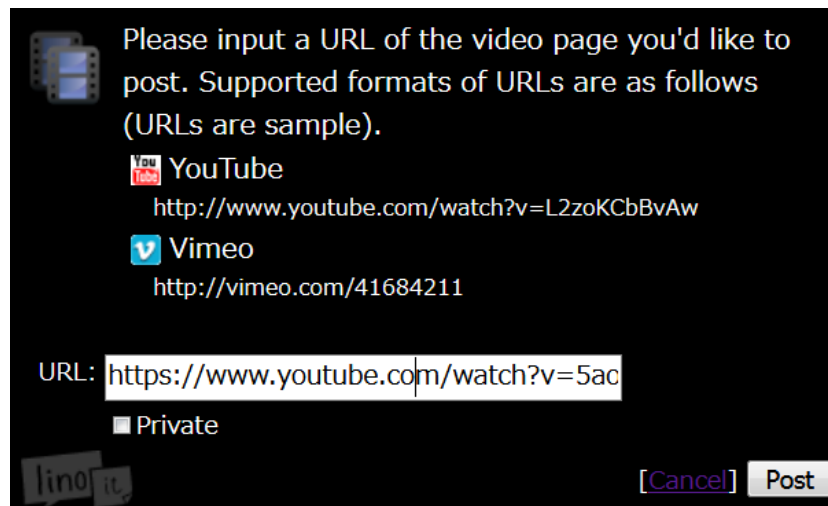 Please input a URL of the video page you'd like to
post. Supported formats of URLs are as follows
(URLs are sample).
You Tube YouTube
http://www.youtube.com/watch?v=L2zoKCbBvAw
Vimeo
http://vimeo.com/41684211
URL: https://www.youtube.com/watch?v=5ac
Private
lino it [Cancel] Post